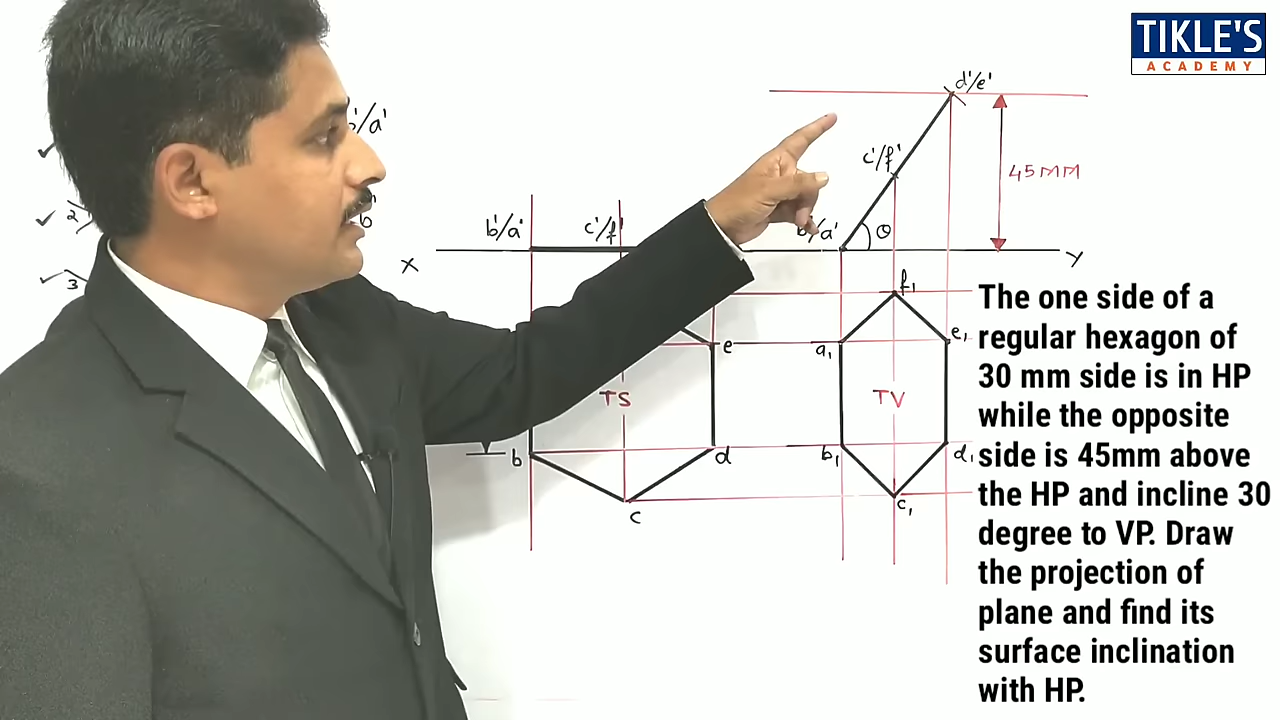 TIKLE'S
ACADEMY
d'/e'
b'/a'
c'/f'
45MM
2)
b'
b'/a'
c'/f'
b'/a'
θ
X
Y
3
f₁
e
a₁
e₁
TS
TV
b
d
b₁
d₁
c
c₁
The one side of a
regular hexagon of
30 mm side is in HP
while the opposite
side is 45mm above
the HP and incline 30
degree to VP. Draw
the projection of
plane and find its
surface inclination
with HP.